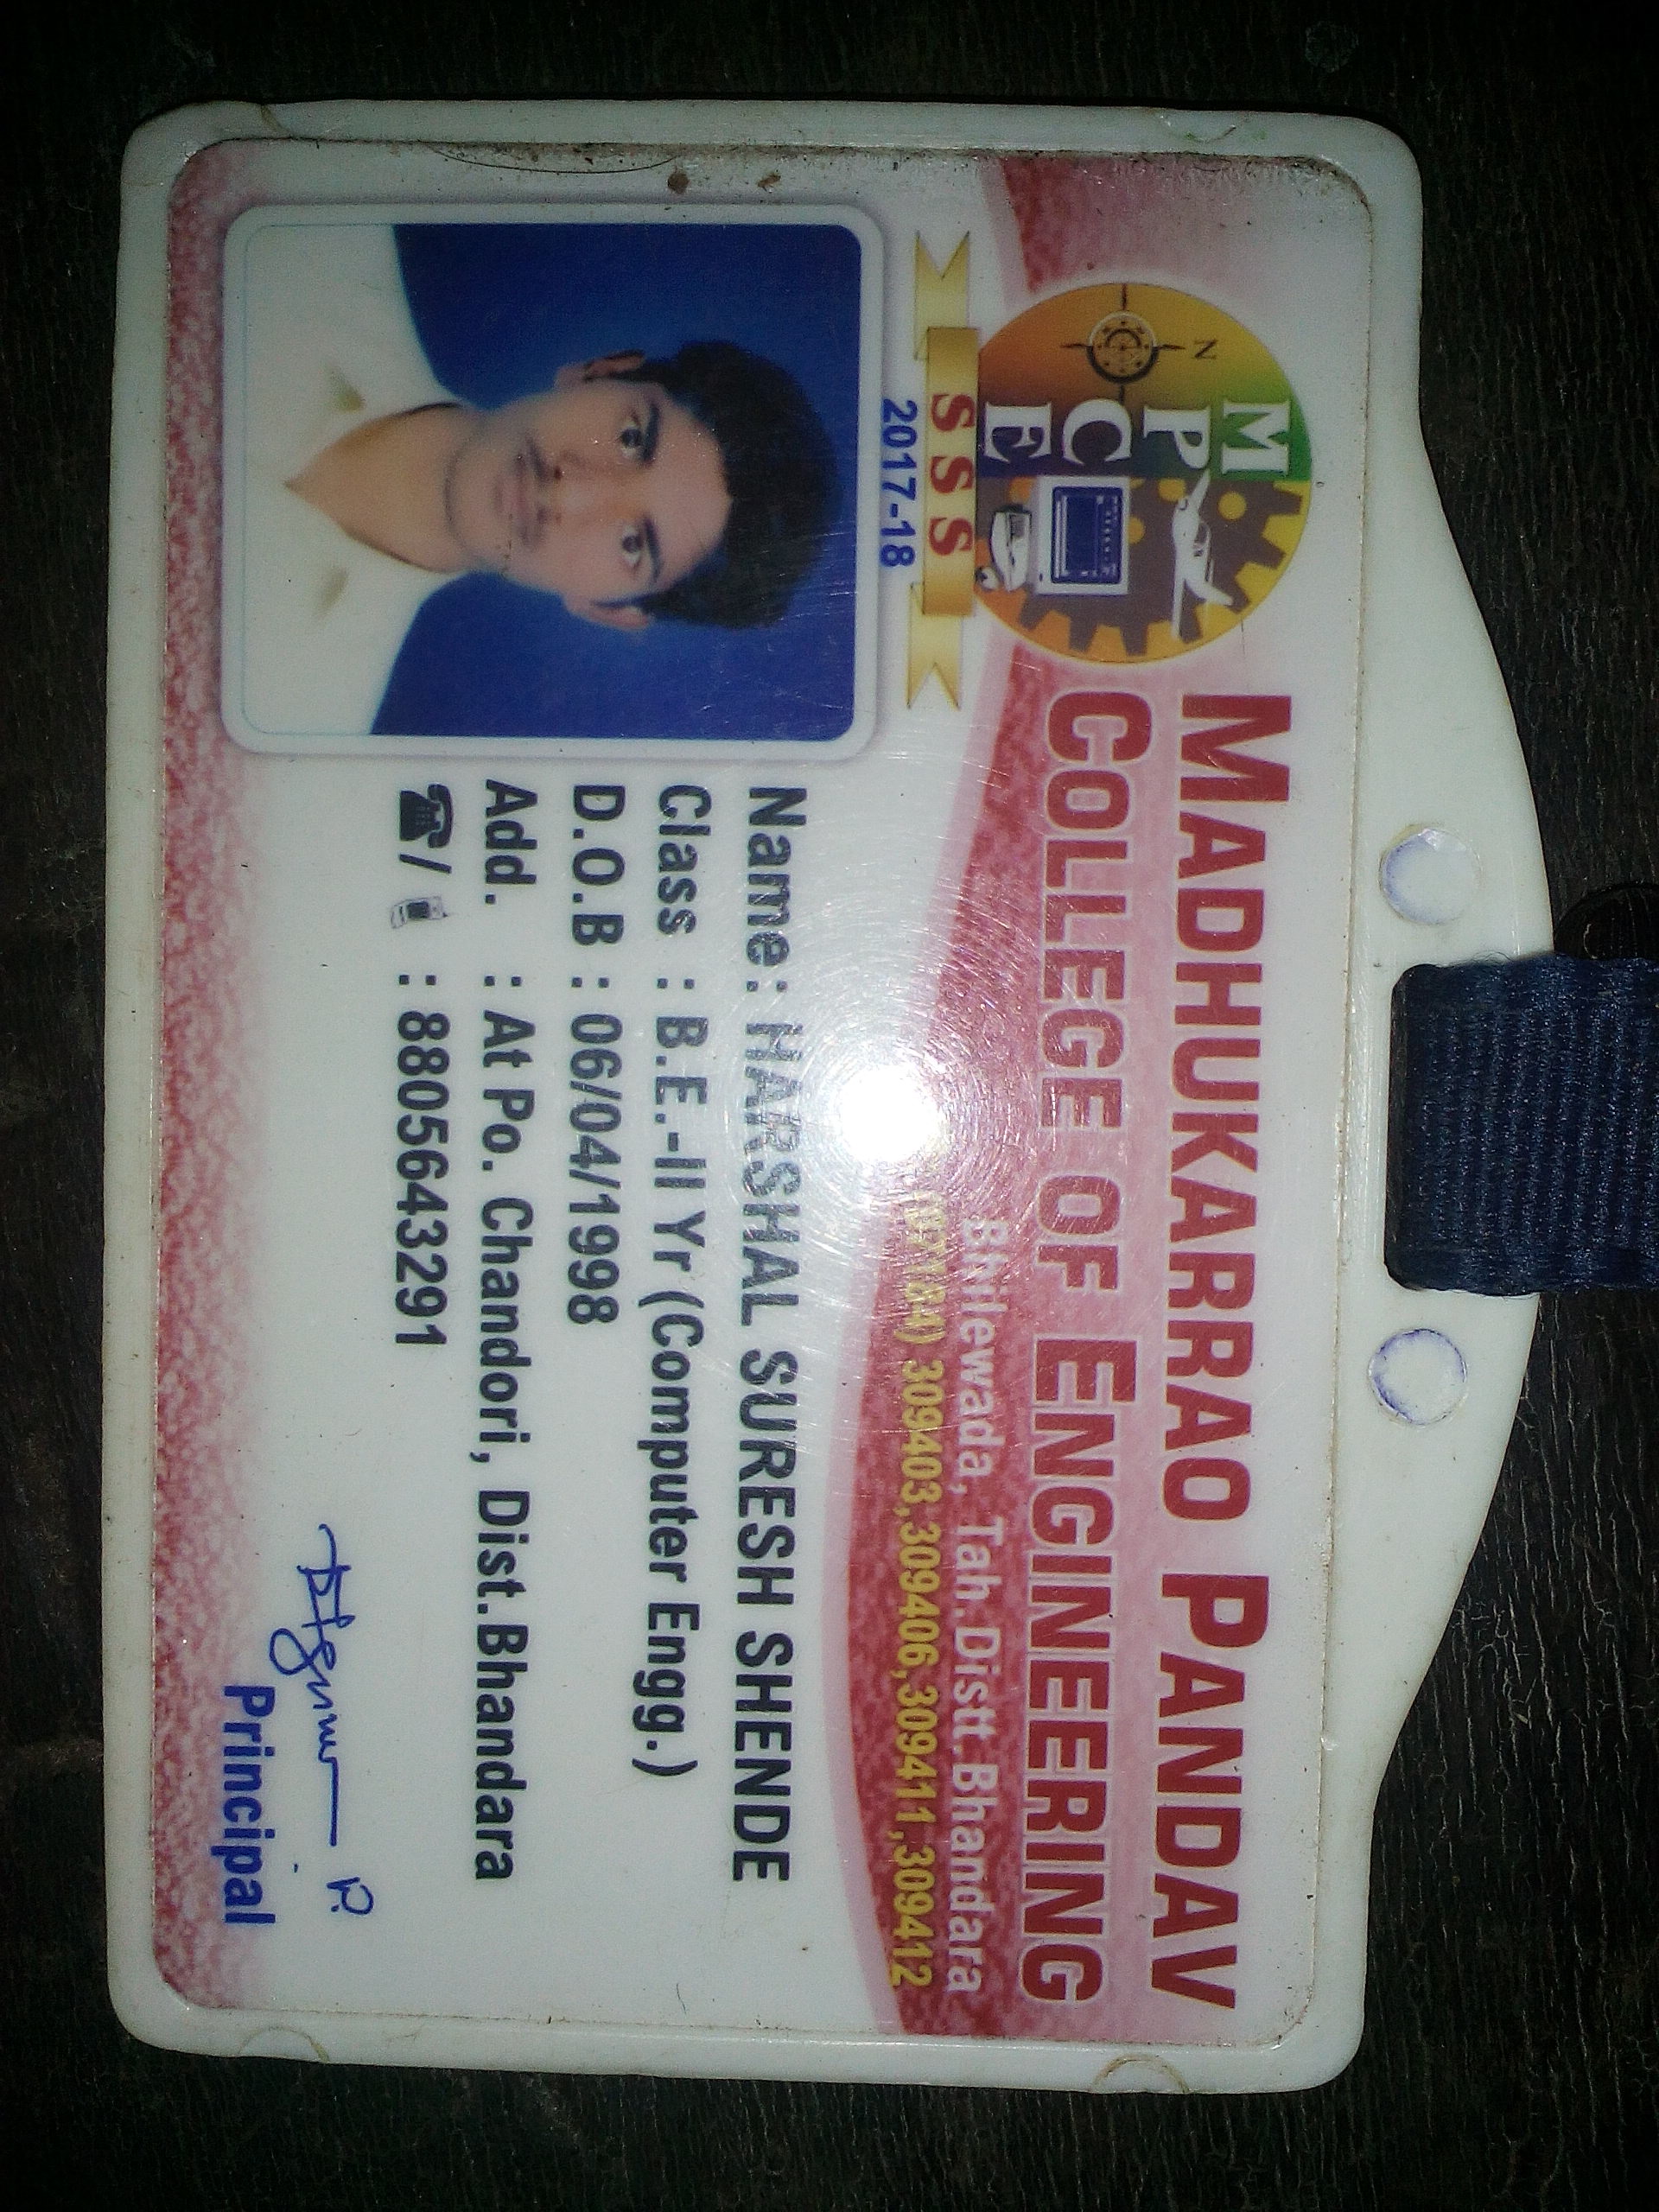 MPCE
N
SSS
2017-18
MADHUKARRAO PANDAV
COLLEGE OF ENGINEERING
Bhilewada, Tah.Distt.Bhandara
(07184) 309403,309406,309411,309412
Name: HARSHAL SURESH SHENDE
Class : B.E.-II Yr (Computer Engg.)
D.O.B : 06/04/1998
Add. : At Po. Chandori, Dist.Bhandara
/ : 8805643291
Principal